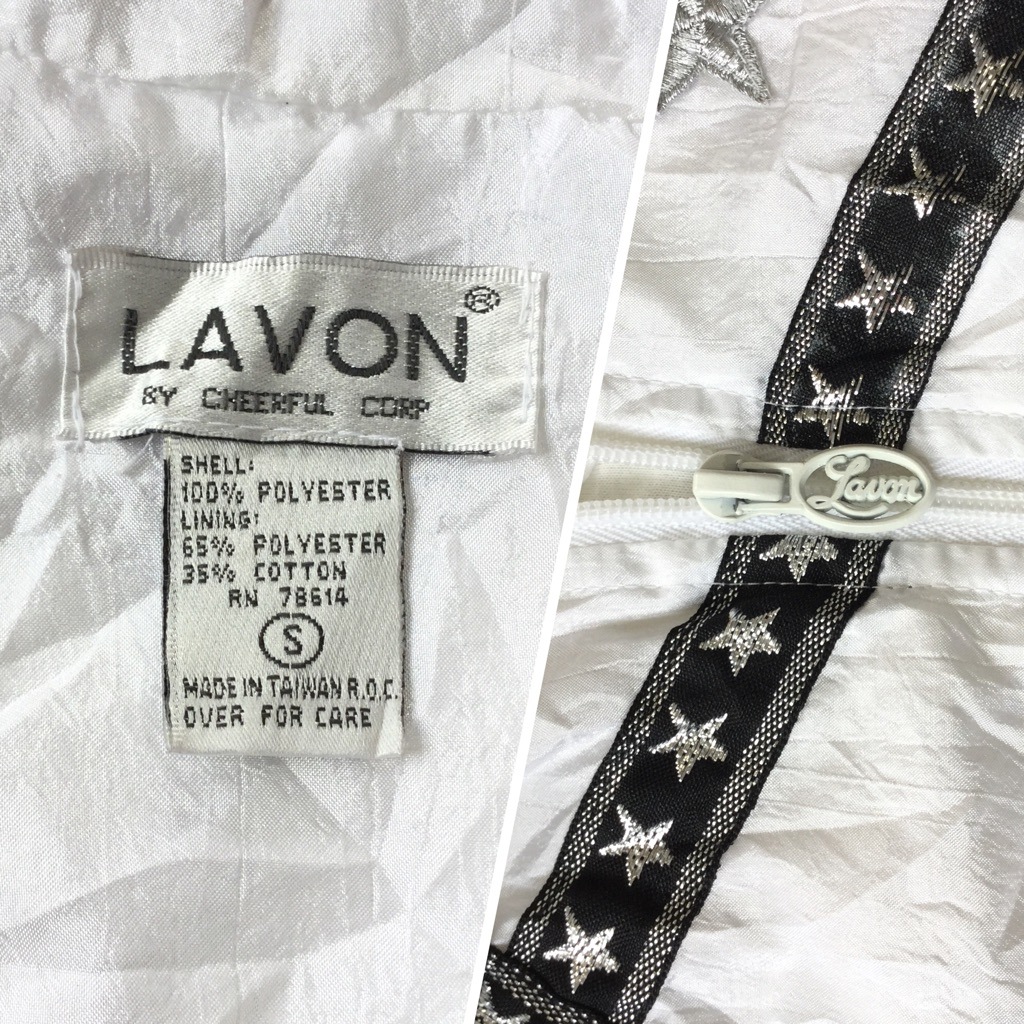 LAVON®
BY CHEERFUL CORP
SHELL:
100% POLYESTER
LINING:
65% POLYESTER
35% COTTON
RN 78614
S
MADE IN TAIWAN R.O.C.
OVER FOR CARE
Lavon